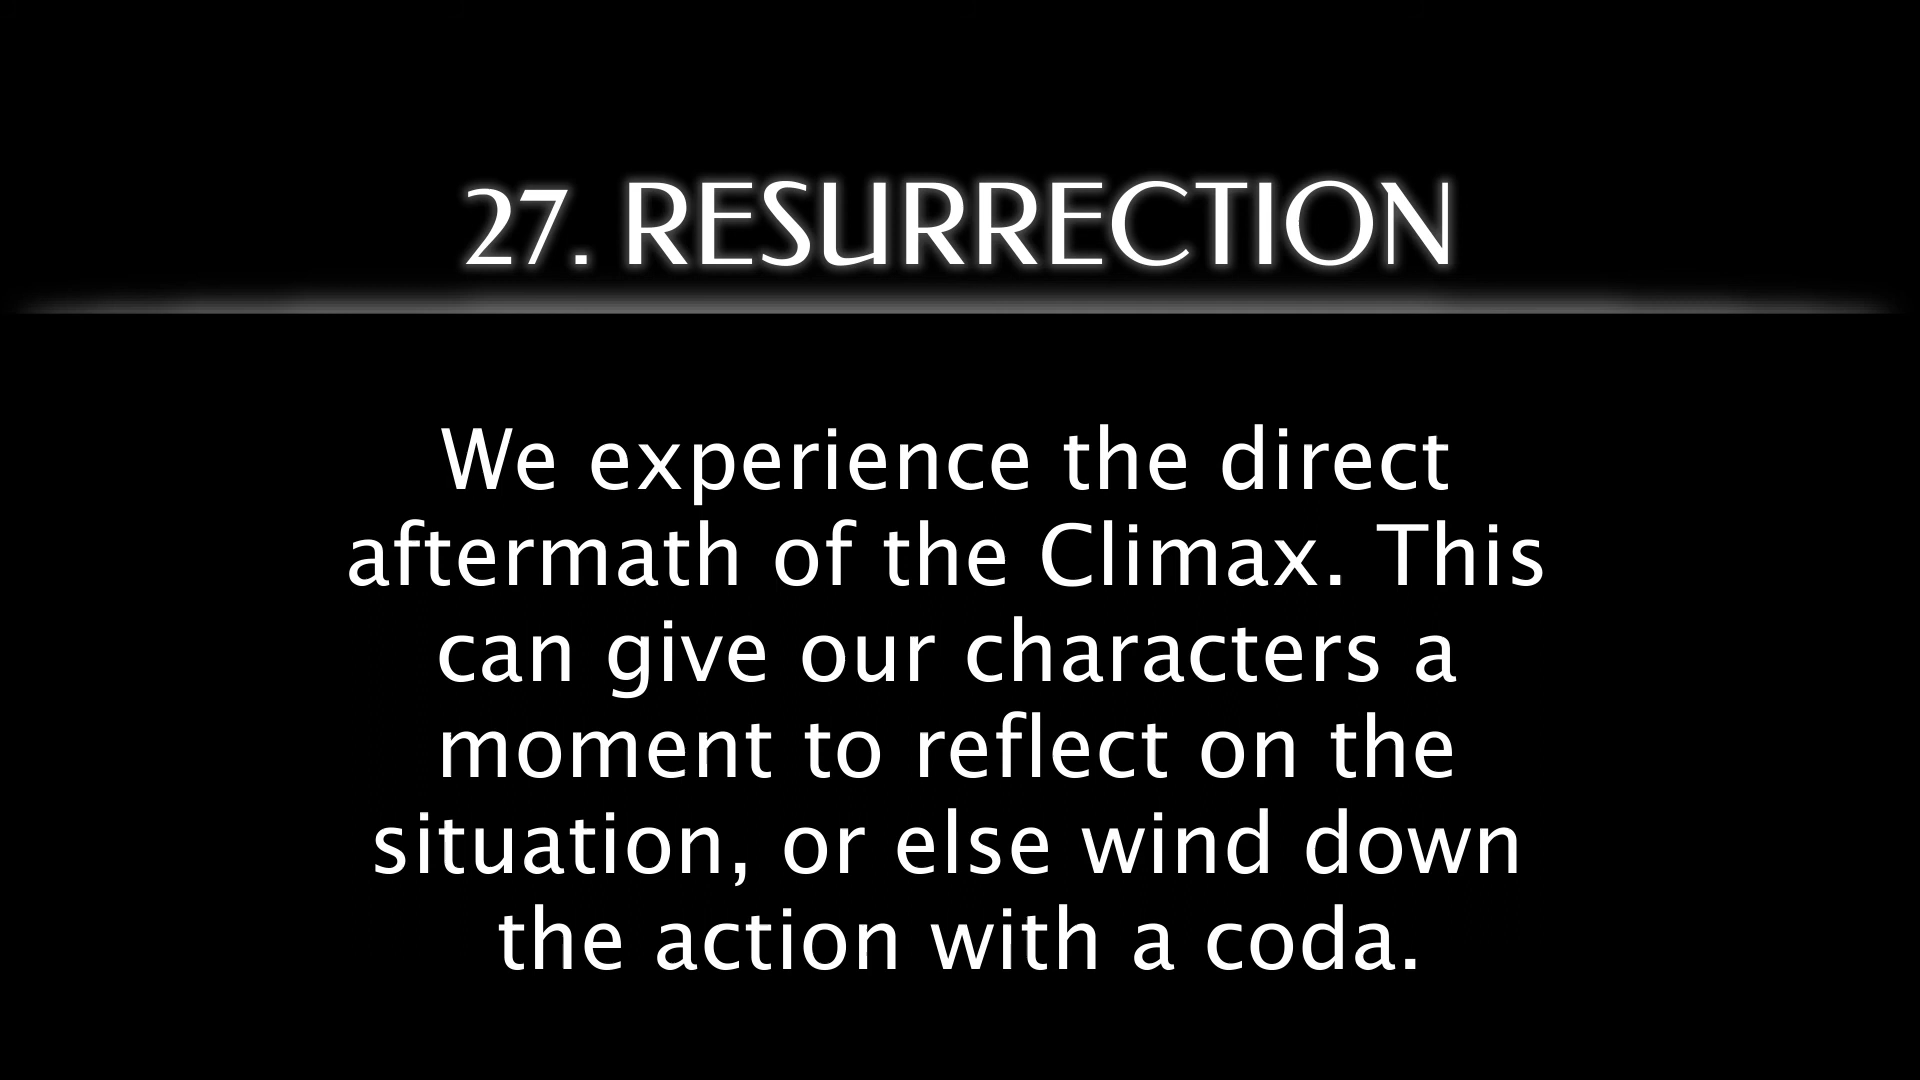 27. RESURRECTION
We experience the direct
aftermath of the Climax. This
can give our characters a
moment to reflect on the
situation, or else wind down
the action with a coda.